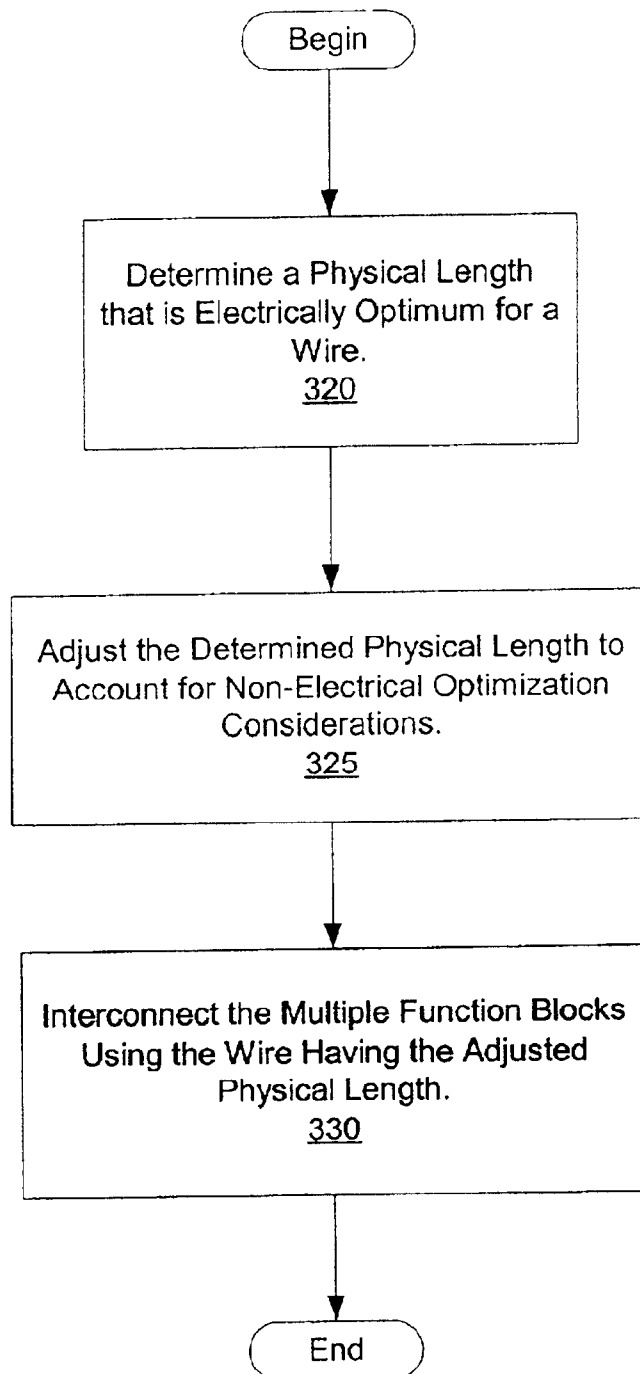 Begin
Determine a Physical Length
that is Electrically Optimum for a
Wire.
320
Adjust the Determined Physical Length to
Account for Non-Electrical Optimization
Considerations.
325
Interconnect the Multiple Function Blocks
Using the Wire Having the Adjusted
Physical Length.
330
End